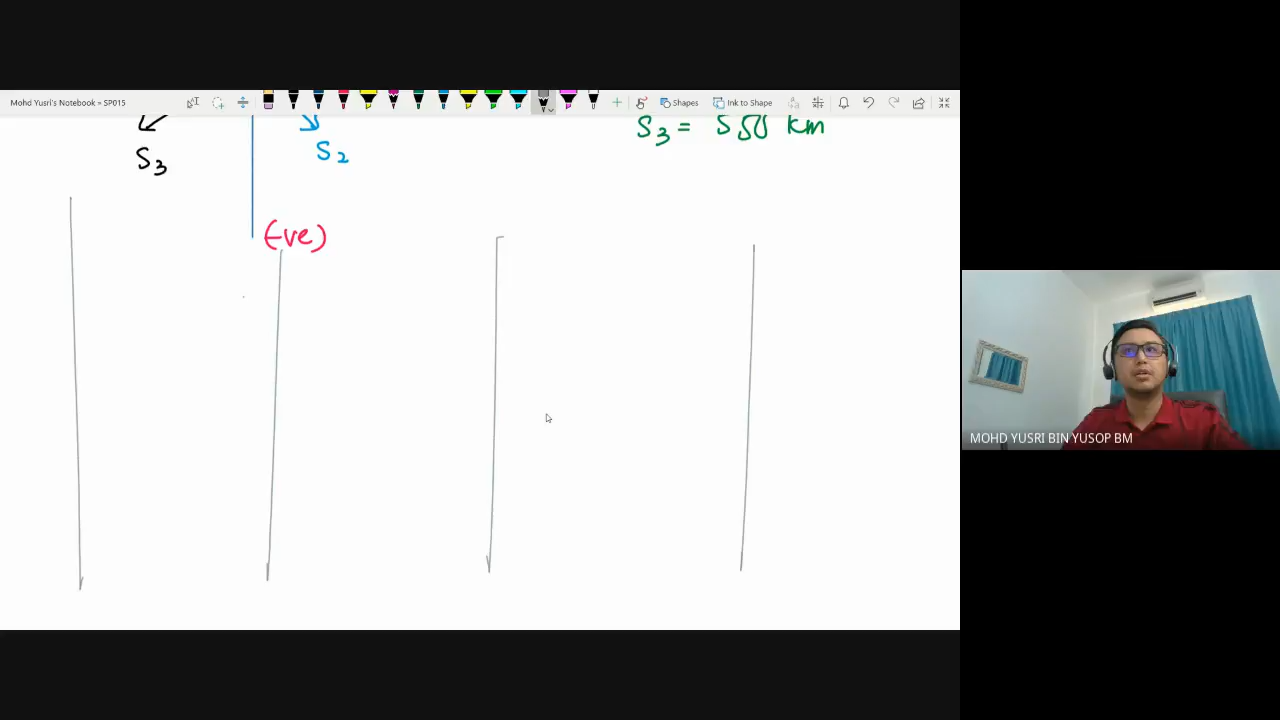 Mohd Yusri's Notebook » SP015
Shapes
Ink to Shape
S3 = 550 km
S3
S2
(-ve)
MOHD YUSRI BIN YUSOP BM